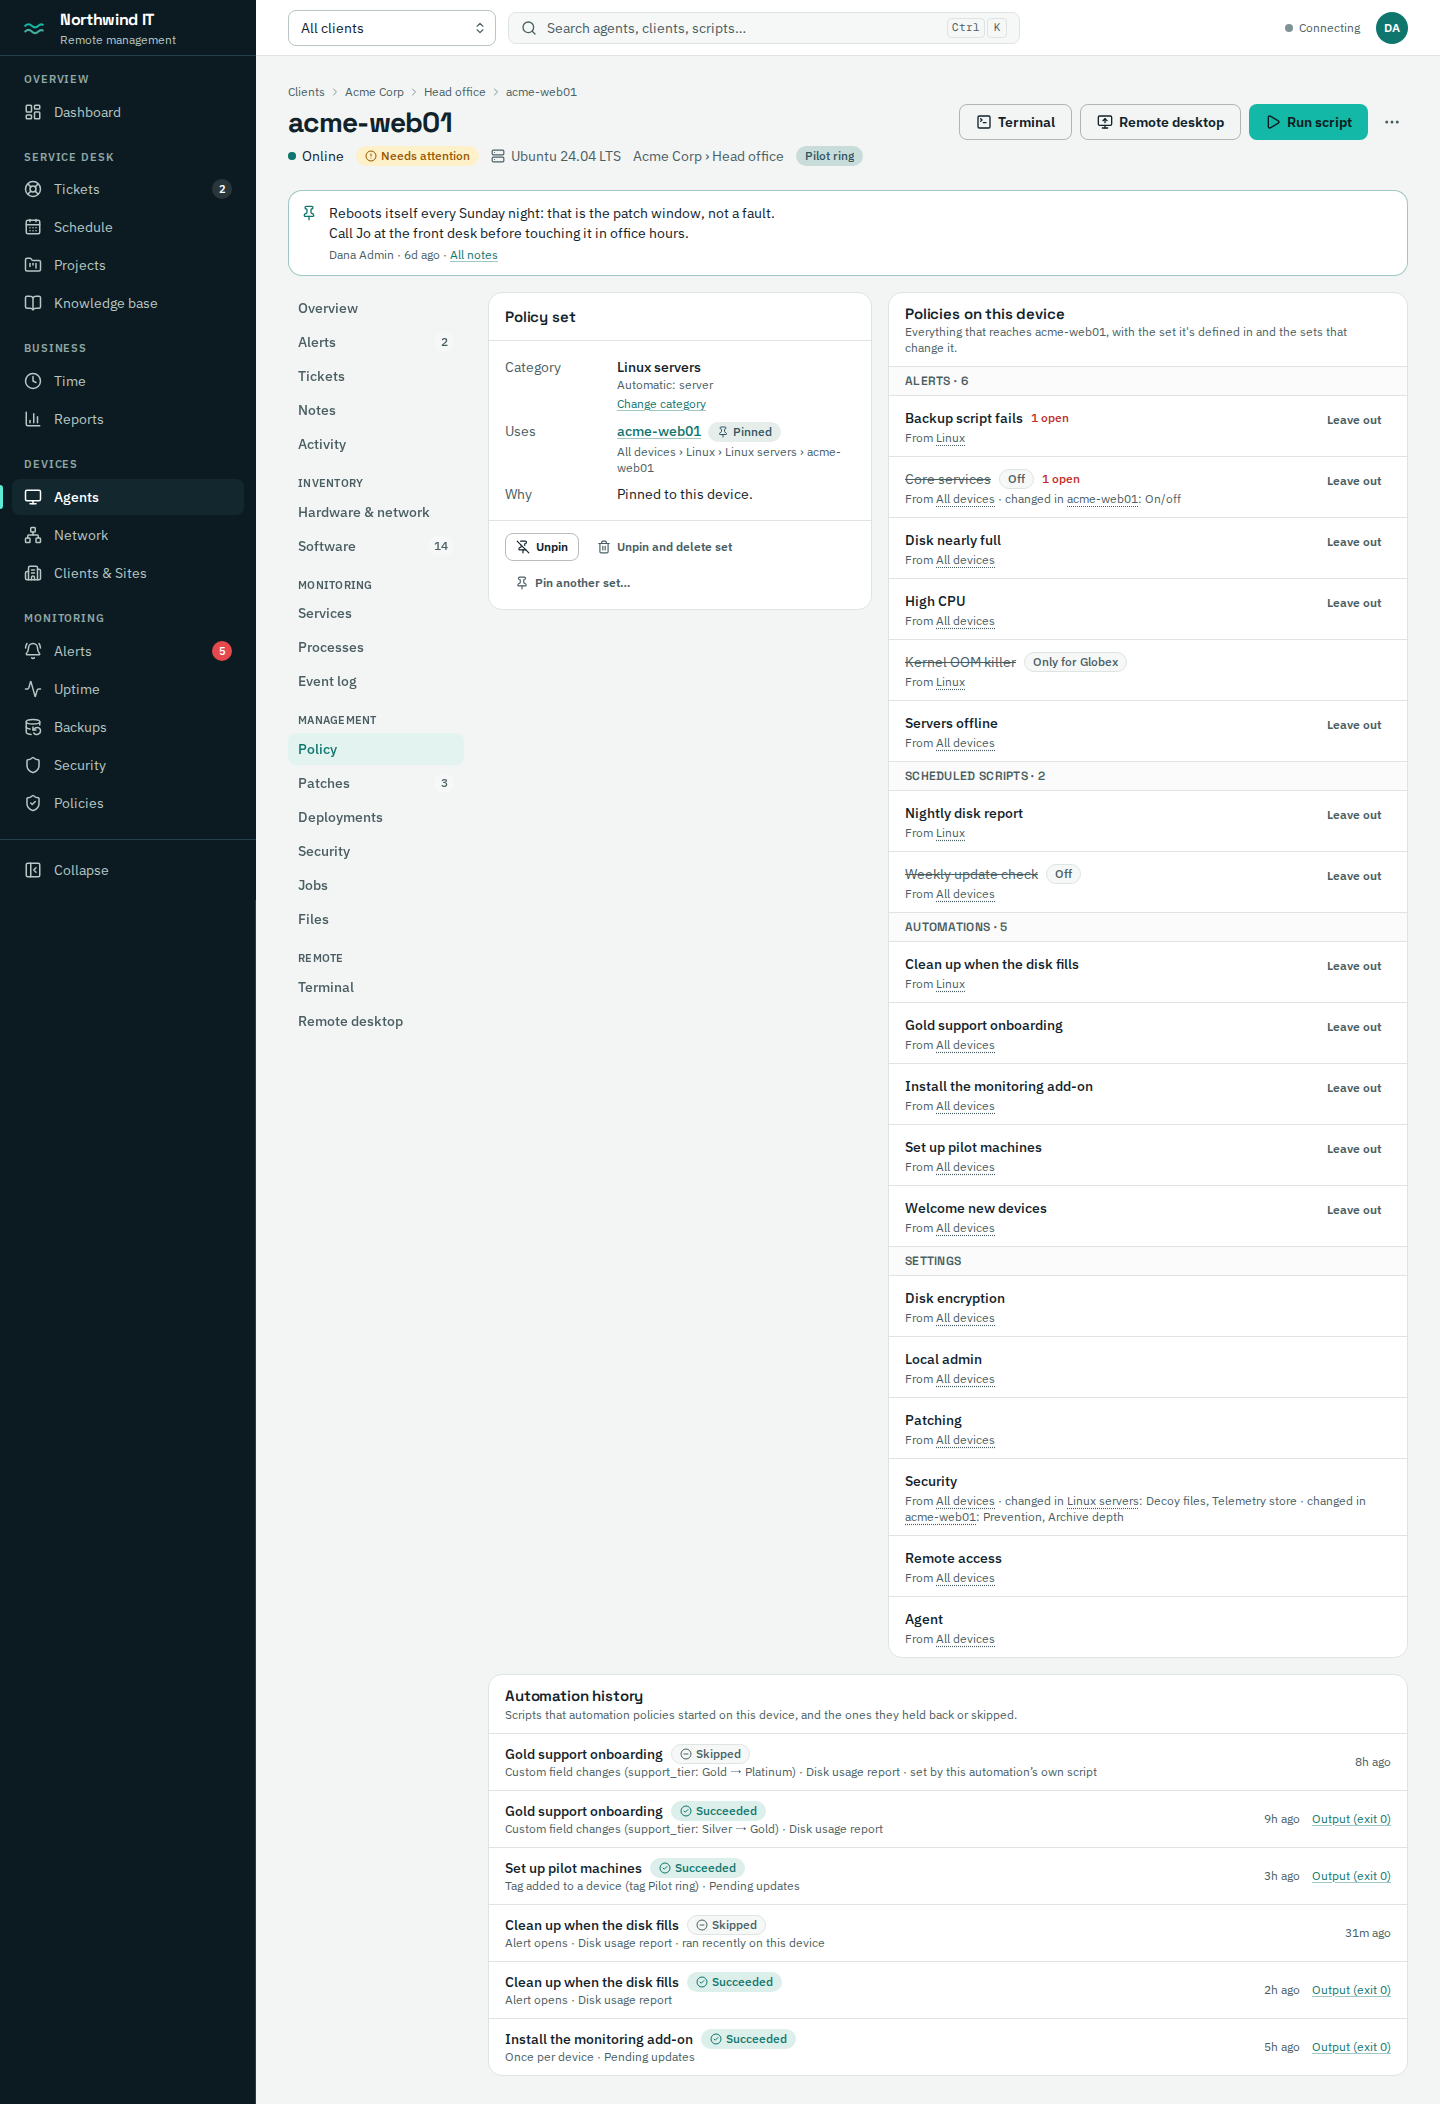 Northwind IT
Remote management
OVERVIEW
Dashboard
SERVICE DESK
Tickets 2
Schedule
Projects
Knowledge base
BUSINESS
Time
Reports
DEVICES
Agents
Network
Clients & Sites
MONITORING
Alerts 5
Uptime
Backups
Security
Policies
Collapse
All clients
Search agents, clients, scripts... Ctrl K
Connecting DA
Clients › Acme Corp › Head office › acme-web01
acme-web01
Terminal
Remote desktop
Run script
Online Needs attention Ubuntu 24.04 LTS Acme Corp › Head office Pilot ring
Reboots itself every Sunday night: that is the patch window, not a fault.
Call Jo at the front desk before touching it in office hours.
Dana Admin · 6d ago · All notes
Overview
Alerts 2
Tickets
Notes
Activity
INVENTORY
Hardware & network
Software 14
MONITORING
Services
Processes
Event log
MANAGEMENT
Policy
Patches 3
Deployments
Security
Jobs
Files
REMOTE
Terminal
Remote desktop
Policy set
Category Linux servers
Automatic: server
Change category
Uses acme-web01 Pinned
All devices › Linux › Linux servers › acme-
web01
Why Pinned to this device.
Unpin
Unpin and delete set
Pin another set...
Policies on this device
Everything that reaches acme-web01, with the set it's defined in and the sets that
change it.
ALERTS · 6
Backup script fails 1 open Leave out
From Linux
Core services Off 1 open Leave out
From All devices · changed in acme-web01: On/off
Disk nearly full Leave out
From All devices
High CPU Leave out
From All devices
Kernel OOM killer Only for Globex
From Linux
Servers offline Leave out
From All devices
SCHEDULED SCRIPTS · 2
Nightly disk report Leave out
From Linux
Weekly update check Off Leave out
From All devices
AUTOMATIONS · 5
Clean up when the disk fills Leave out
From Linux
Gold support onboarding Leave out
From All devices
Install the monitoring add-on Leave out
From All devices
Set up pilot machines Leave out
From All devices
Welcome new devices Leave out
From All devices
SETTINGS
Disk encryption
From All devices
Local admin
From All devices
Patching
From All devices
Security
From All devices · changed in Linux servers: Decoy files, Telemetry store · changed in
acme-web01: Prevention, Archive depth
Remote access
From All devices
Agent
From All devices
Automation history
Scripts that automation policies started on this device, and the ones they held back or skipped.
Gold support onboarding Skipped 8h ago
Custom field changes (support_tier: Gold → Platinum) · Disk usage report · set by this automation's own script
Gold support onboarding Succeeded 9h ago Output (exit 0)
Custom field changes (support_tier: Silver → Gold) · Disk usage report
Set up pilot machines Succeeded 3h ago Output (exit 0)
Tag added to a device (tag Pilot ring) · Pending updates
Clean up when the disk fills Skipped 31m ago
Alert opens · Disk usage report · ran recently on this device
Clean up when the disk fills Succeeded 2h ago Output (exit 0)
Alert opens · Disk usage report
Install the monitoring add-on Succeeded 5h ago Output (exit 0)
Once per device · Pending updates